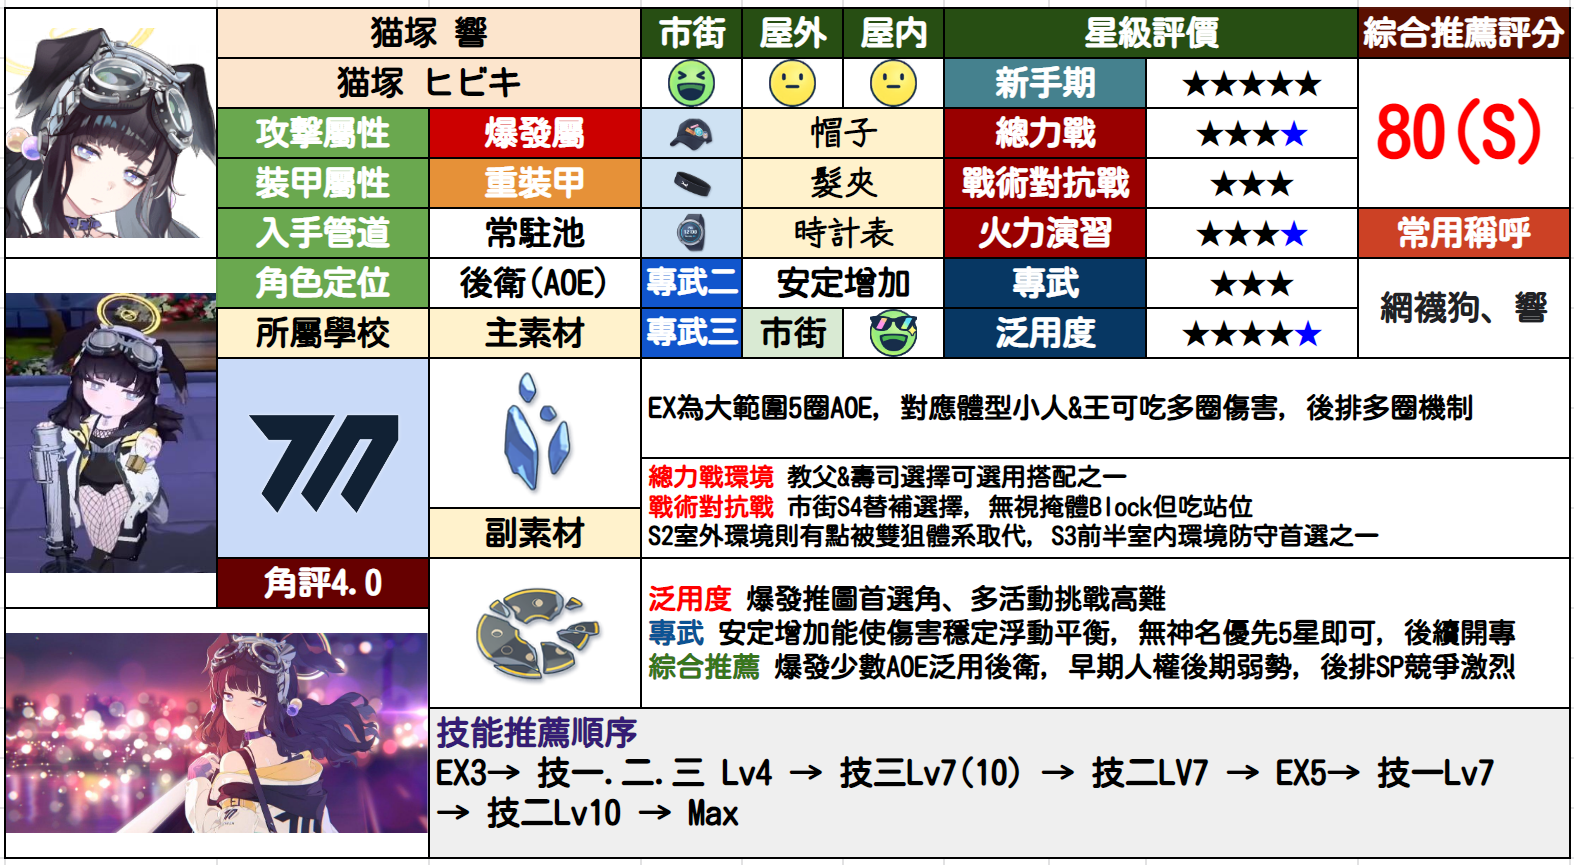 猫塚 響 市街 屋外 屋内 星級評價 綜合推薦評分
猫塚 ヒビキ 新手期 ★★★★★ 80(S)
攻擊屬性 爆發屬 帽子 總力戰 ★★★★
裝甲屬性 重裝甲 髮夾 戰術對抗戰 ★★★
入手管道 常駐池 時計表 火力演習 ★★★★ 常用稱呼
角色定位 後衛(AOE) 專武二 安定增加 專武 ★★★ 網襪狗、響
所屬學校 主素材 專武三 市街 泛用度 ★★★★★
EX為大範圍5圈AOE, 對應體型小人&王可吃多圈傷害, 後排多圈機制
總力戰環境 教父&壽司選擇可選用搭配之一
戰術對抗戰 市街S4替補選擇, 無視掩體Block但吃站位
S2室外環境則有點被雙狙體系取代, S3前半室內環境防守首選之一
副素材
角評4.0
泛用度 爆發推圖首選角、多活動挑戰高難
專武 安定增加能使傷害穩定浮動平衡, 無神名優先5星即可, 後續開專
綜合推薦 爆發少數AOE泛用後衛, 早期人權後期弱勢, 後排SP競爭激烈
技能推薦順序
EX3→ 技一.二.三 Lv4 → 技三Lv7(10) → 技二LV7 → EX5→ 技一Lv7
→ 技二Lv10 → Max